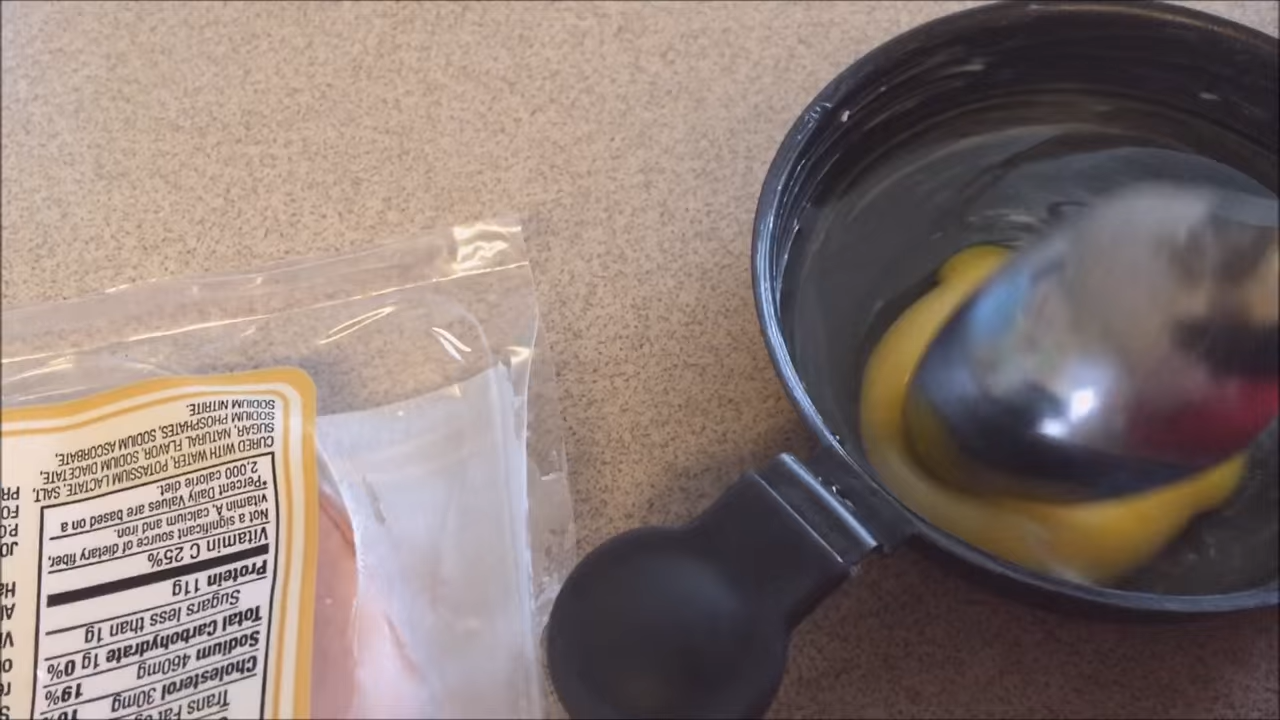 Trans Fat 0g
Cholesterol 30mg
Sodium 460mg 19%
Total Carbohydrate 1g 0%
Sugars less than 1g
Protein 11g
Vitamin C 25%
Not a significant source of dietary fiber,
vitamin A, calcium and iron.
*Percent Daily Values are based on a
2,000 calorie diet.
CURED WITH WATER, POTASSIUM LACTATE, SALT,
SUGAR, NATURAL FLAVOR, SODIUM DIACETATE,
SODIUM PHOSPHATES, SODIUM ASCORBATE,
SODIUM NITRITE.